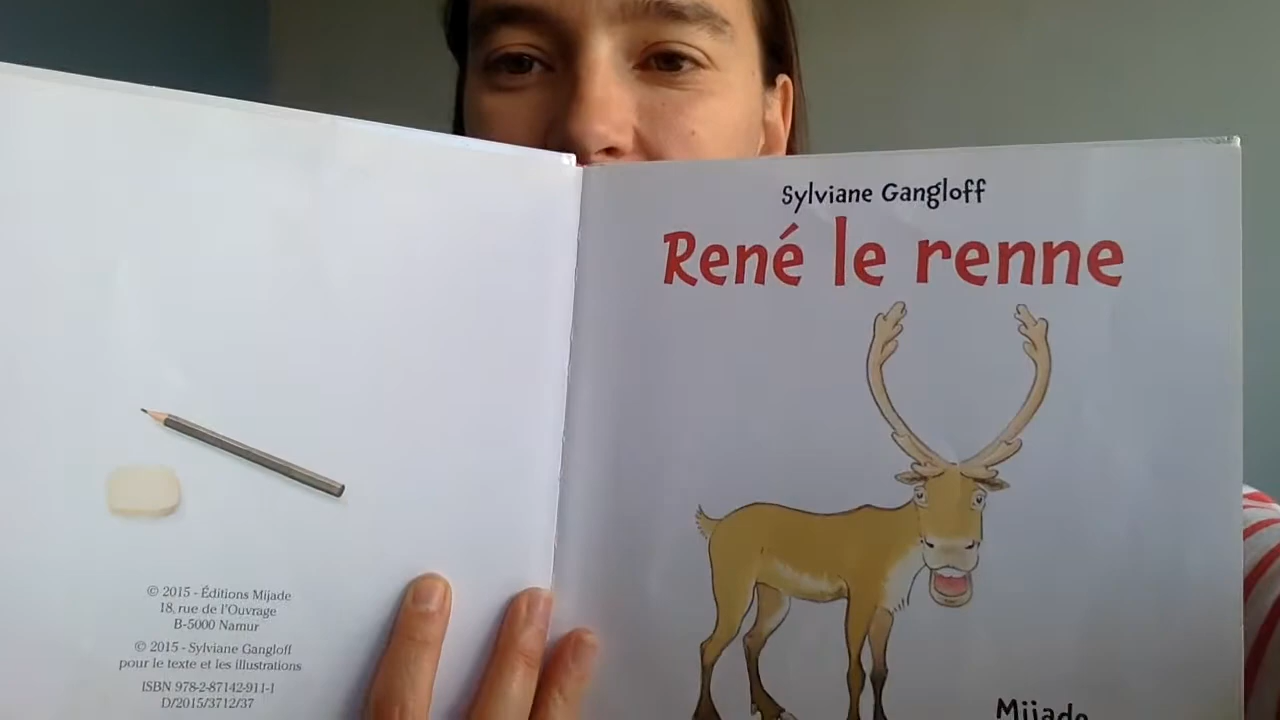 © 2015 - Éditions Mijade
18, rue de l'Ouvrage
B-5000 Namur
© 2015 - Sylviane Gangloff
pour le texte et les illustrations
ISBN 978-2-87142-911-1
D/2015/3712/37
Sylviane Gangloff
René le renne
Mijade